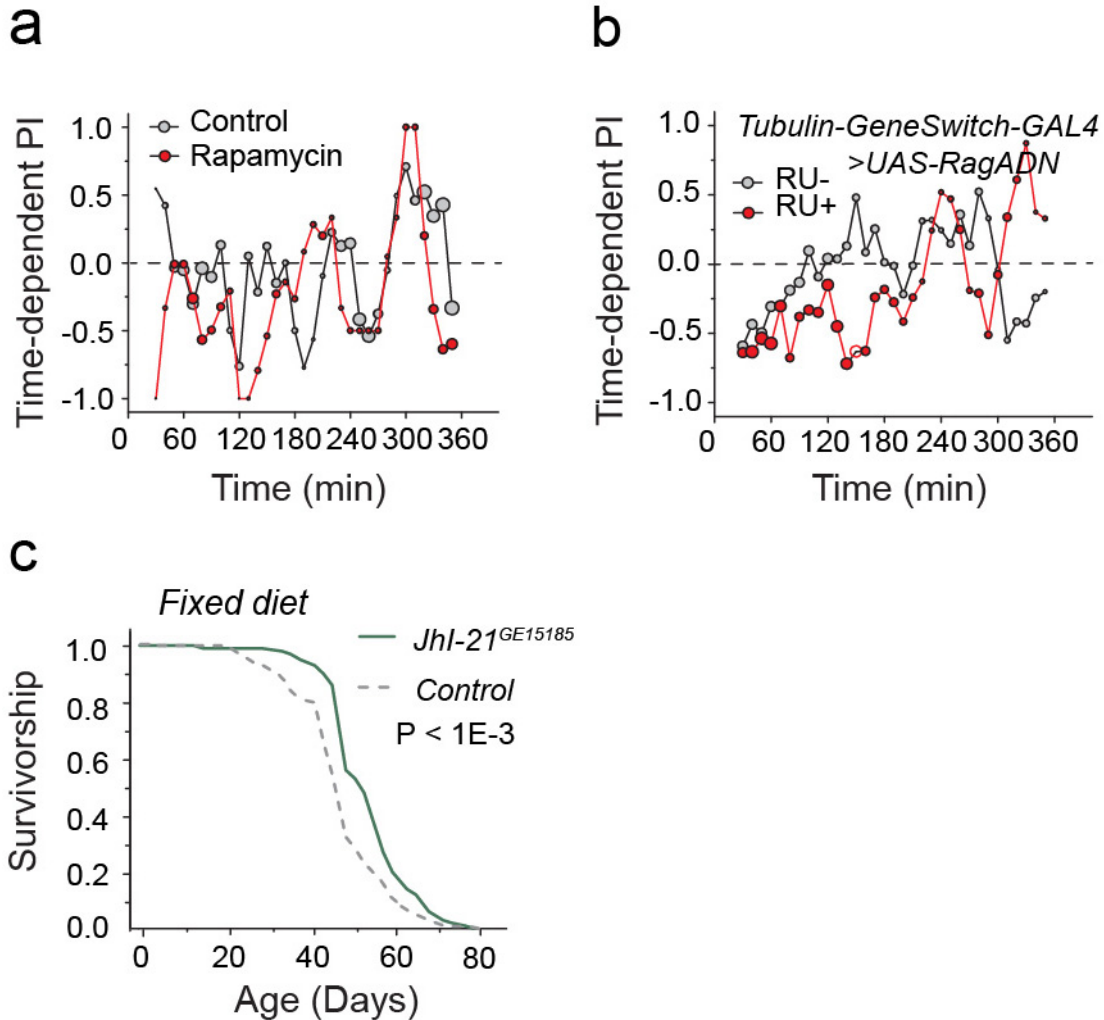 a
Time-dependent PI
1.0
0.5
0.0
-0.5
-1.0
Control
Rapamycin
0 60 120 180 240 300 360
Time (min)
b
Time-dependent PI
1.0
0.5
0.0
-0.5
-1.0
Tubulin-GeneSwitch-GAL4
>UAS-RagADN
RU-
RU+
0 60 120 180 240 300 360
Time (min)
c
Fixed diet
Survivorship
1.0
0.8
0.6
0.4
0.2
0.0
JhI-21GE15185
Control
P < 1E-3
0 20 40 60 80
Age (Days)